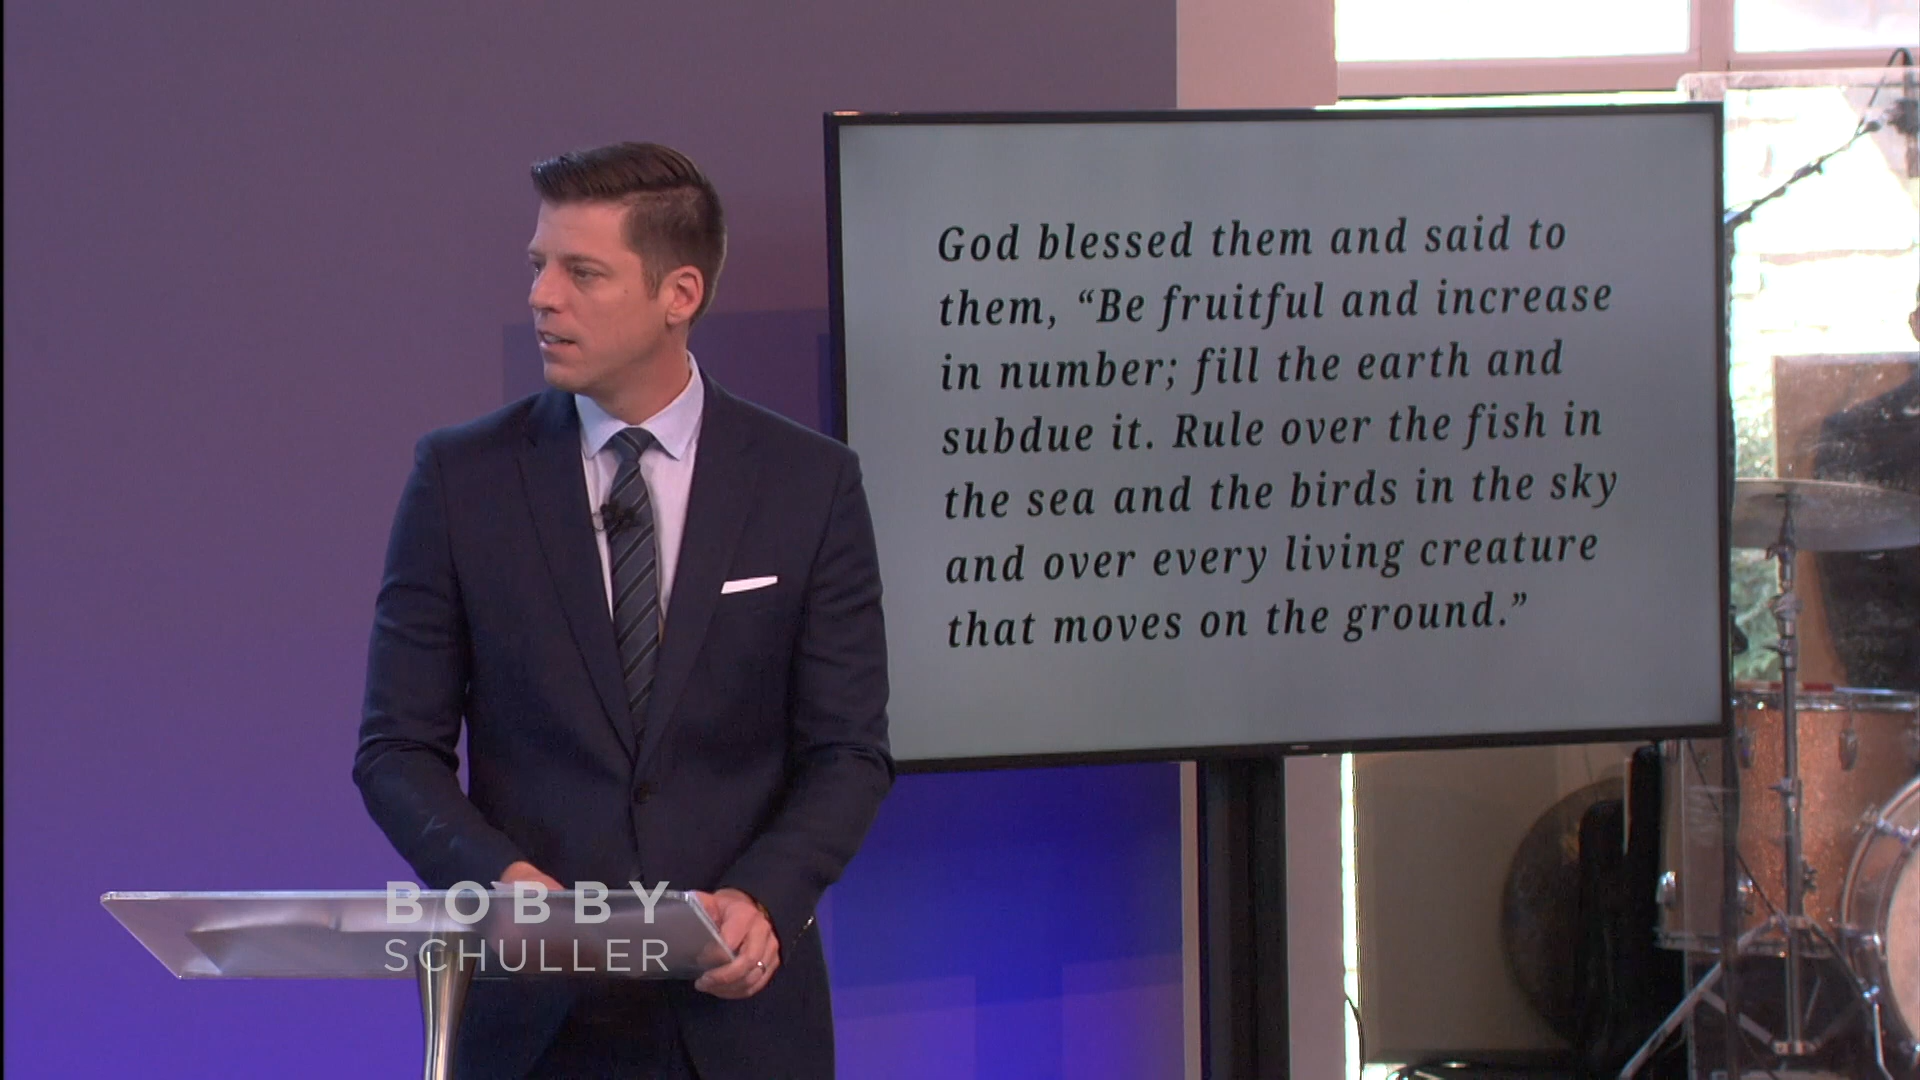 God blessed them and said to
them, “Be fruitful and increase
in number; fill the earth and
subdue it. Rule over the fish in
the sea and the birds in the sky
and over every living creature
that moves on the ground.”
BOBBY
SCHULLER